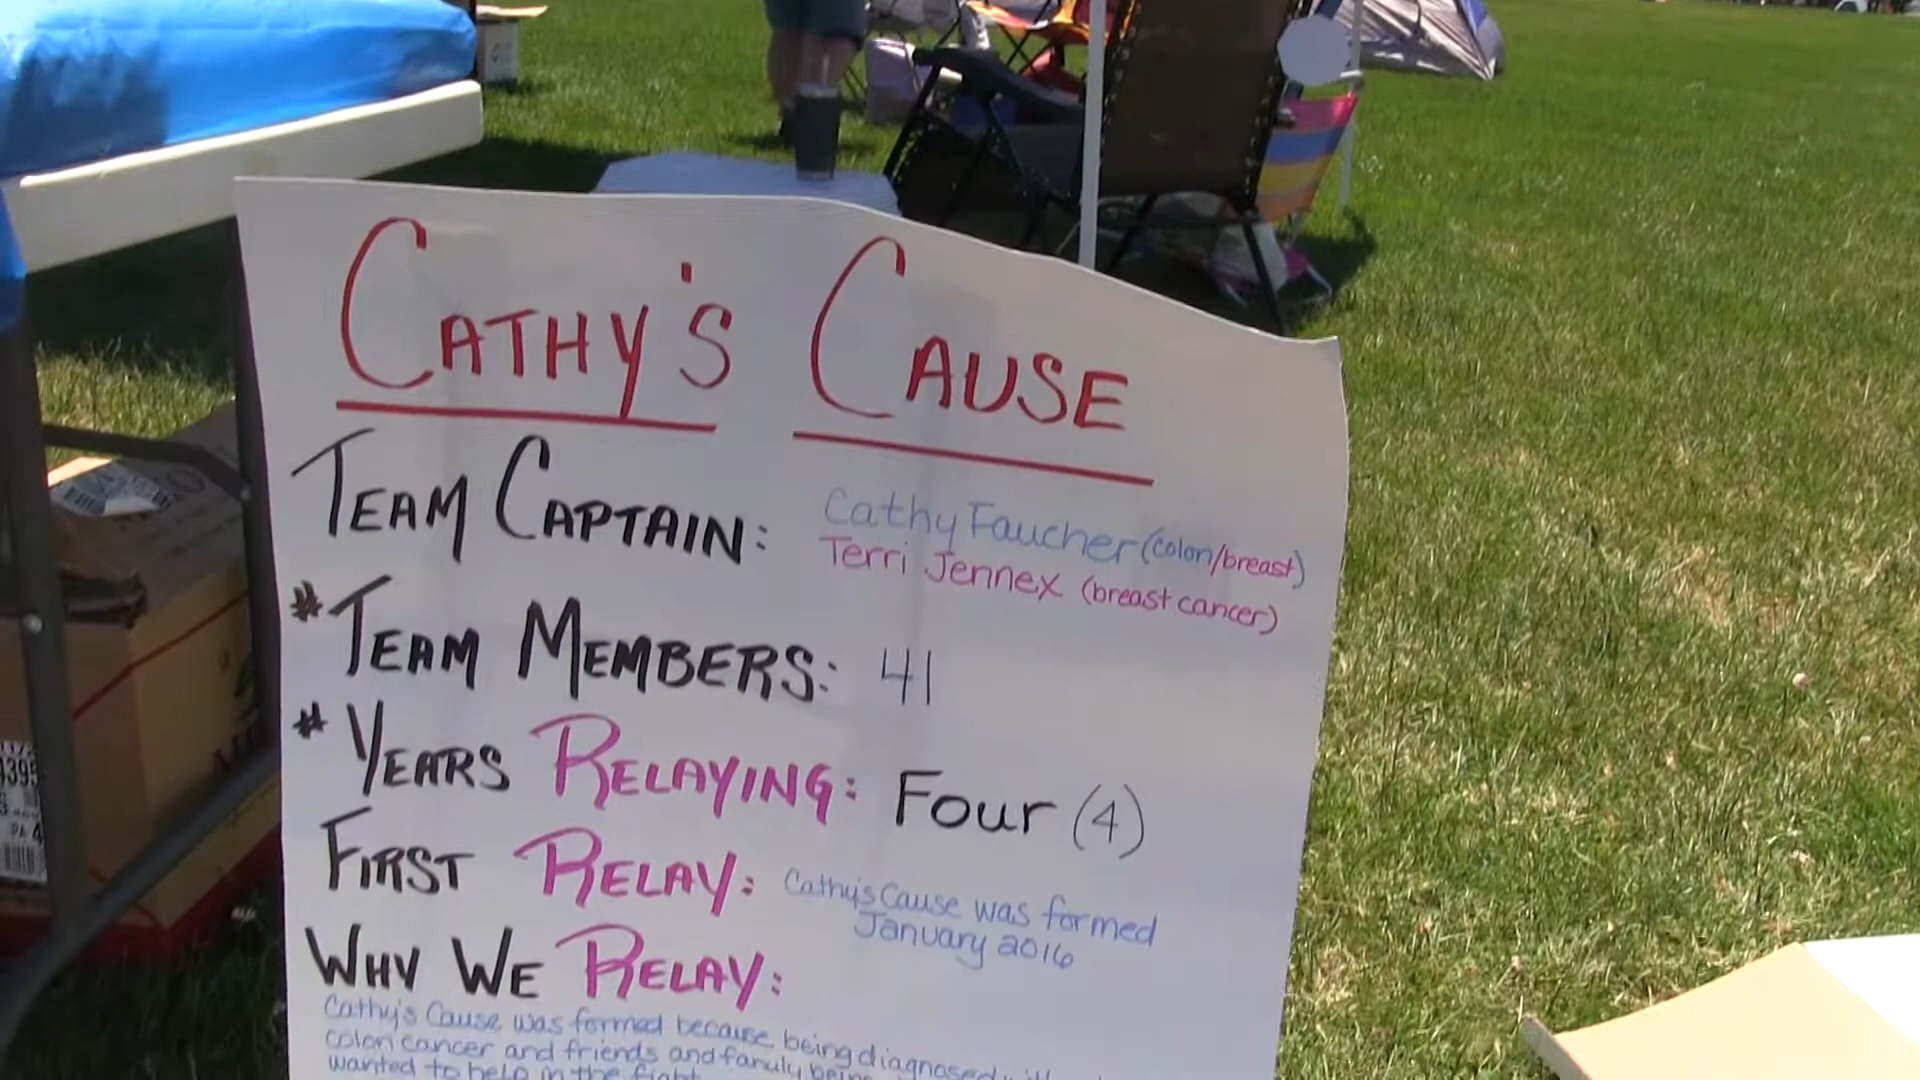 Cathy's Cause
Team Captain: Cathy Faucher (colon/breast)
Terri Jennex (breast cancer)
# Team Members: 41
# Years Relaying: Four (4)
First Relay: Cathy's Cause was formed
January 2016
Why We Relay:
Cathy's Cause was formed because being diagnosed
colon cancer and friends and family being
wanted to help in the fight